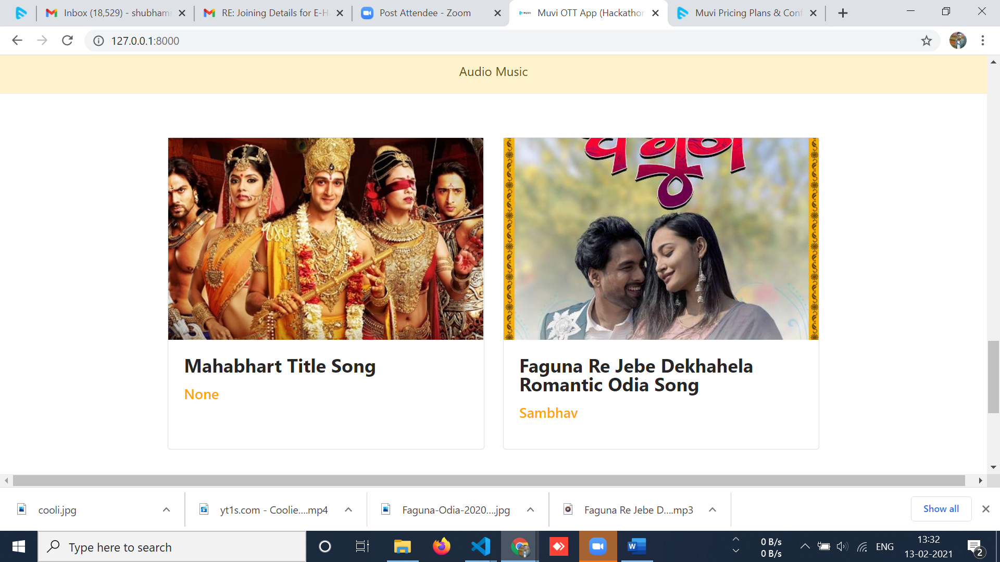 Inbox (18,529) - shubham
RE: Joining Details for E-H
Post Attendee - Zoom
MUVI
Muvi OTT App (Hackathon
Muvi Pricing Plans & Conf
127.0.0.1:8000
Audio Music
Mahabhart Title Song
None
Faguna Re Jebe Dekhahela
Romantic Odia Song
Sambhav
cooli.jpg
yt1s.com - Coolie....mp4
Faguna-Odia-2020....jpg
Faguna Re Jebe D....mp3
Show all
Type here to search
W
0 B/s
0 B/s
ENG
13:32
13-02-2021
2